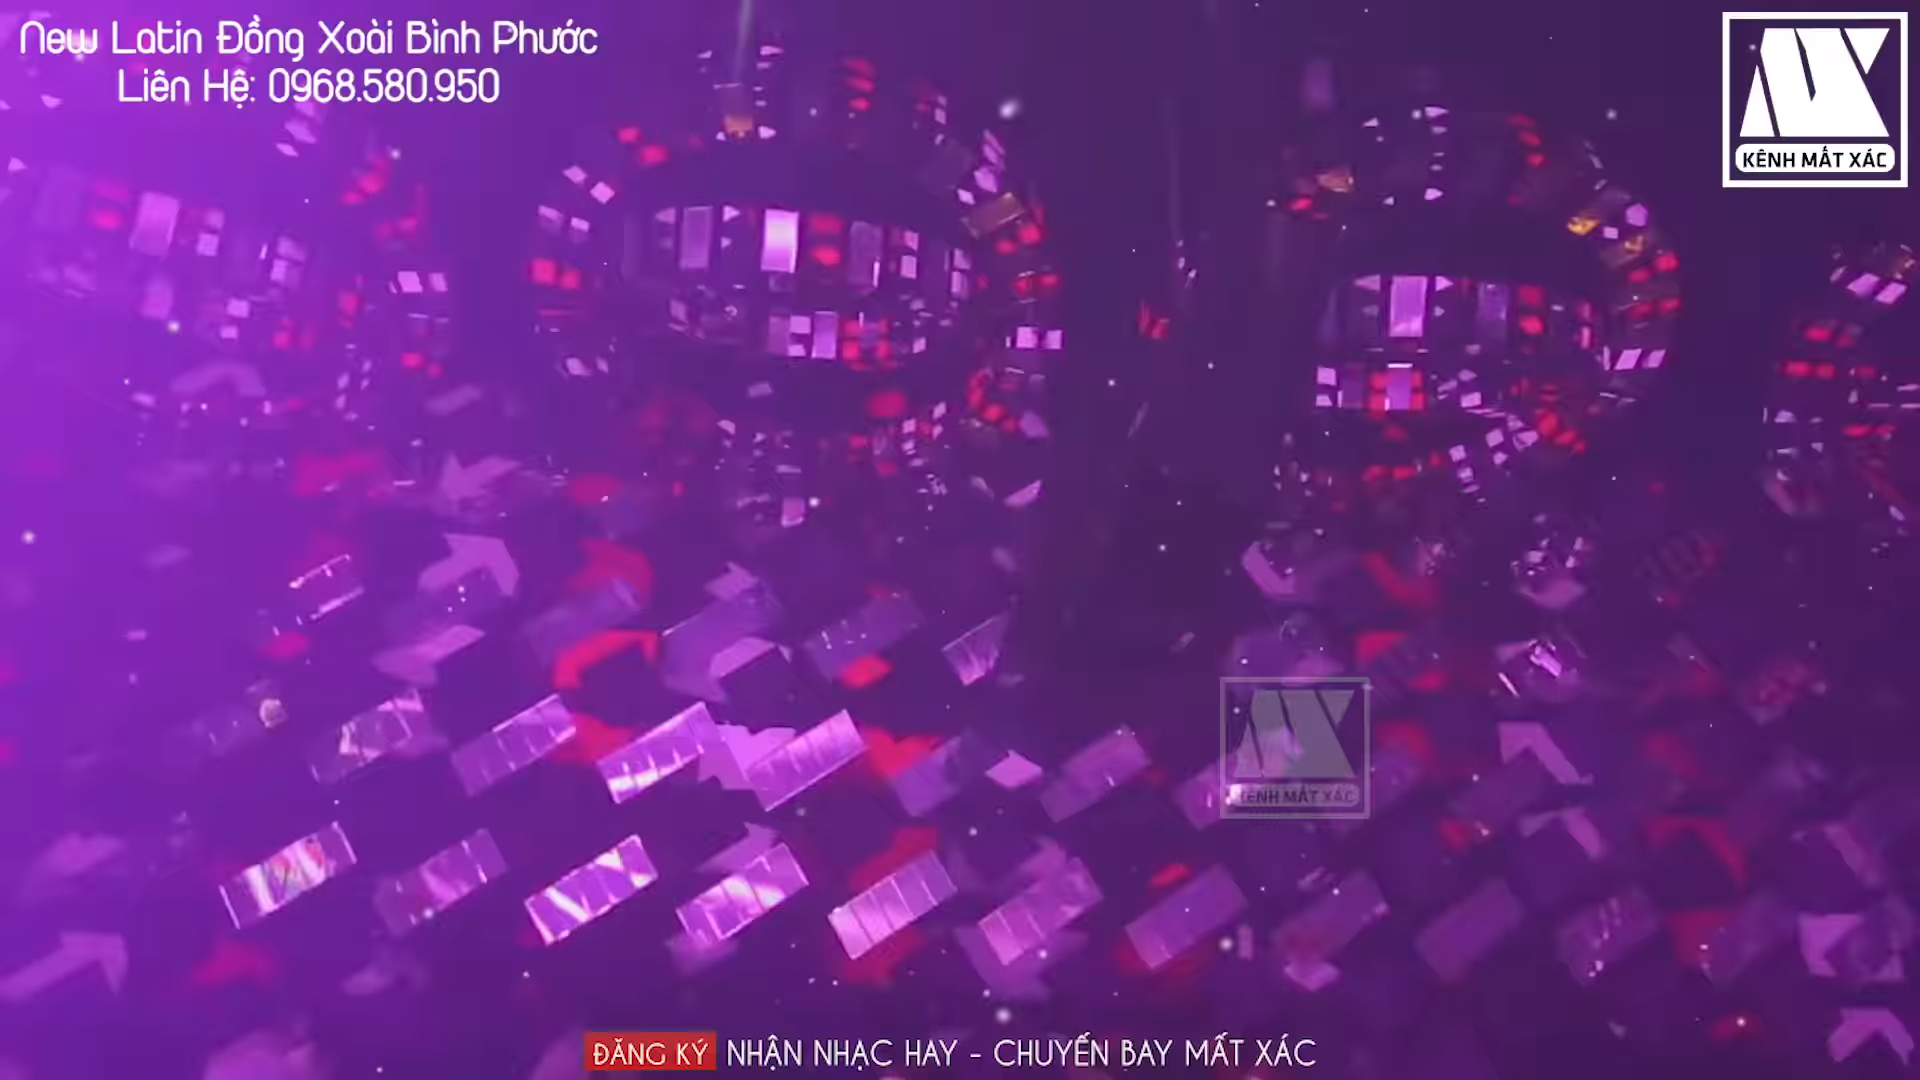 New Latin Đồng Xoài Bình Phước
Liên Hệ: 0968.580.950
KÊNH MẤT XÁC
KÊNH MẤT XÁC
ĐĂNG KÝ NHẬN NHẠC HAY - CHUYẾN BAY MẤT XÁC